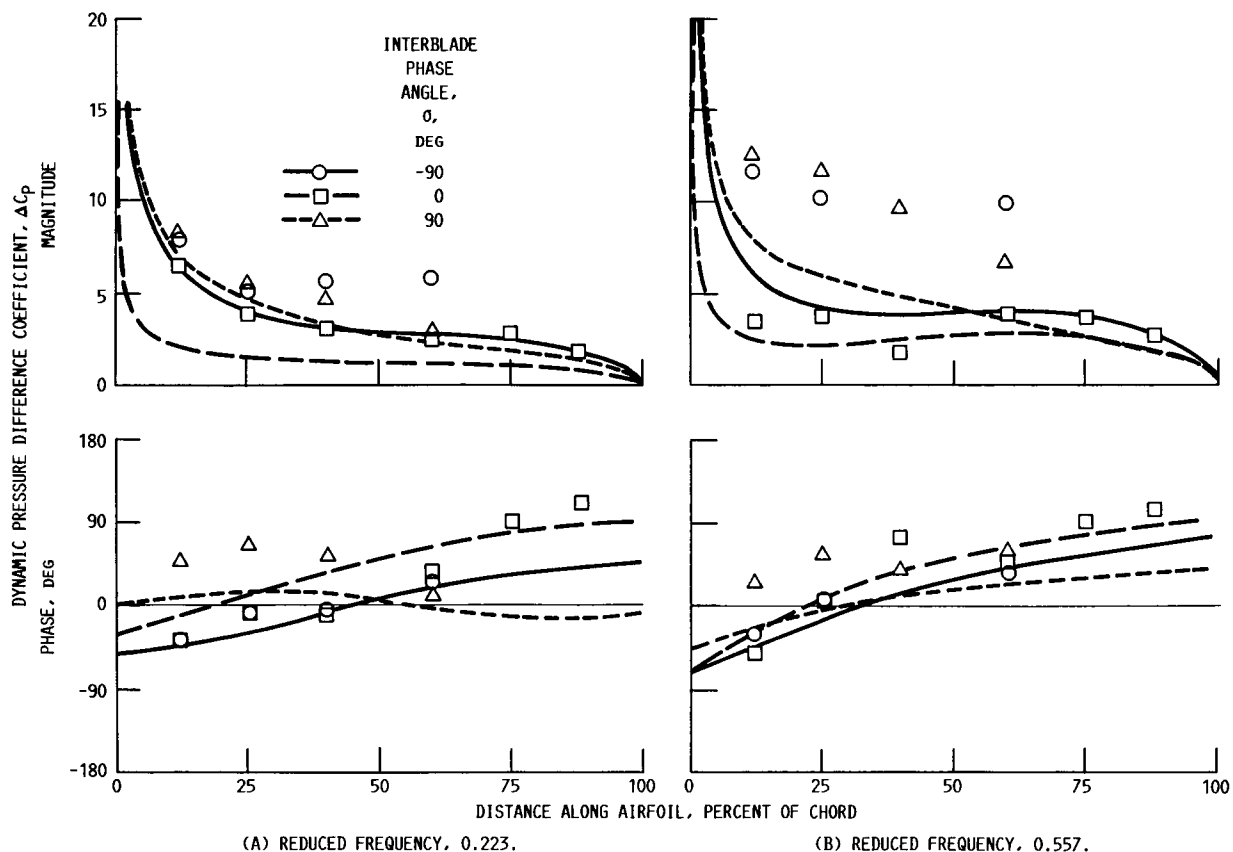 20
15
10
5
0
INTERBLADE
PHASE
ANGLE,
σ,
DEG
-90
0
90
DYNAMIC PRESSURE DIFFERENCE COEFFICIENT, ΔCp
MAGNITUDE
PHASE, DEG
180
90
0
-90
-180
0
25
50
75
100
0
25
50
75
100
DISTANCE ALONG AIRFOIL, PERCENT OF CHORD
(A) REDUCED FREQUENCY, 0.223.
(B) REDUCED FREQUENCY, 0.557.